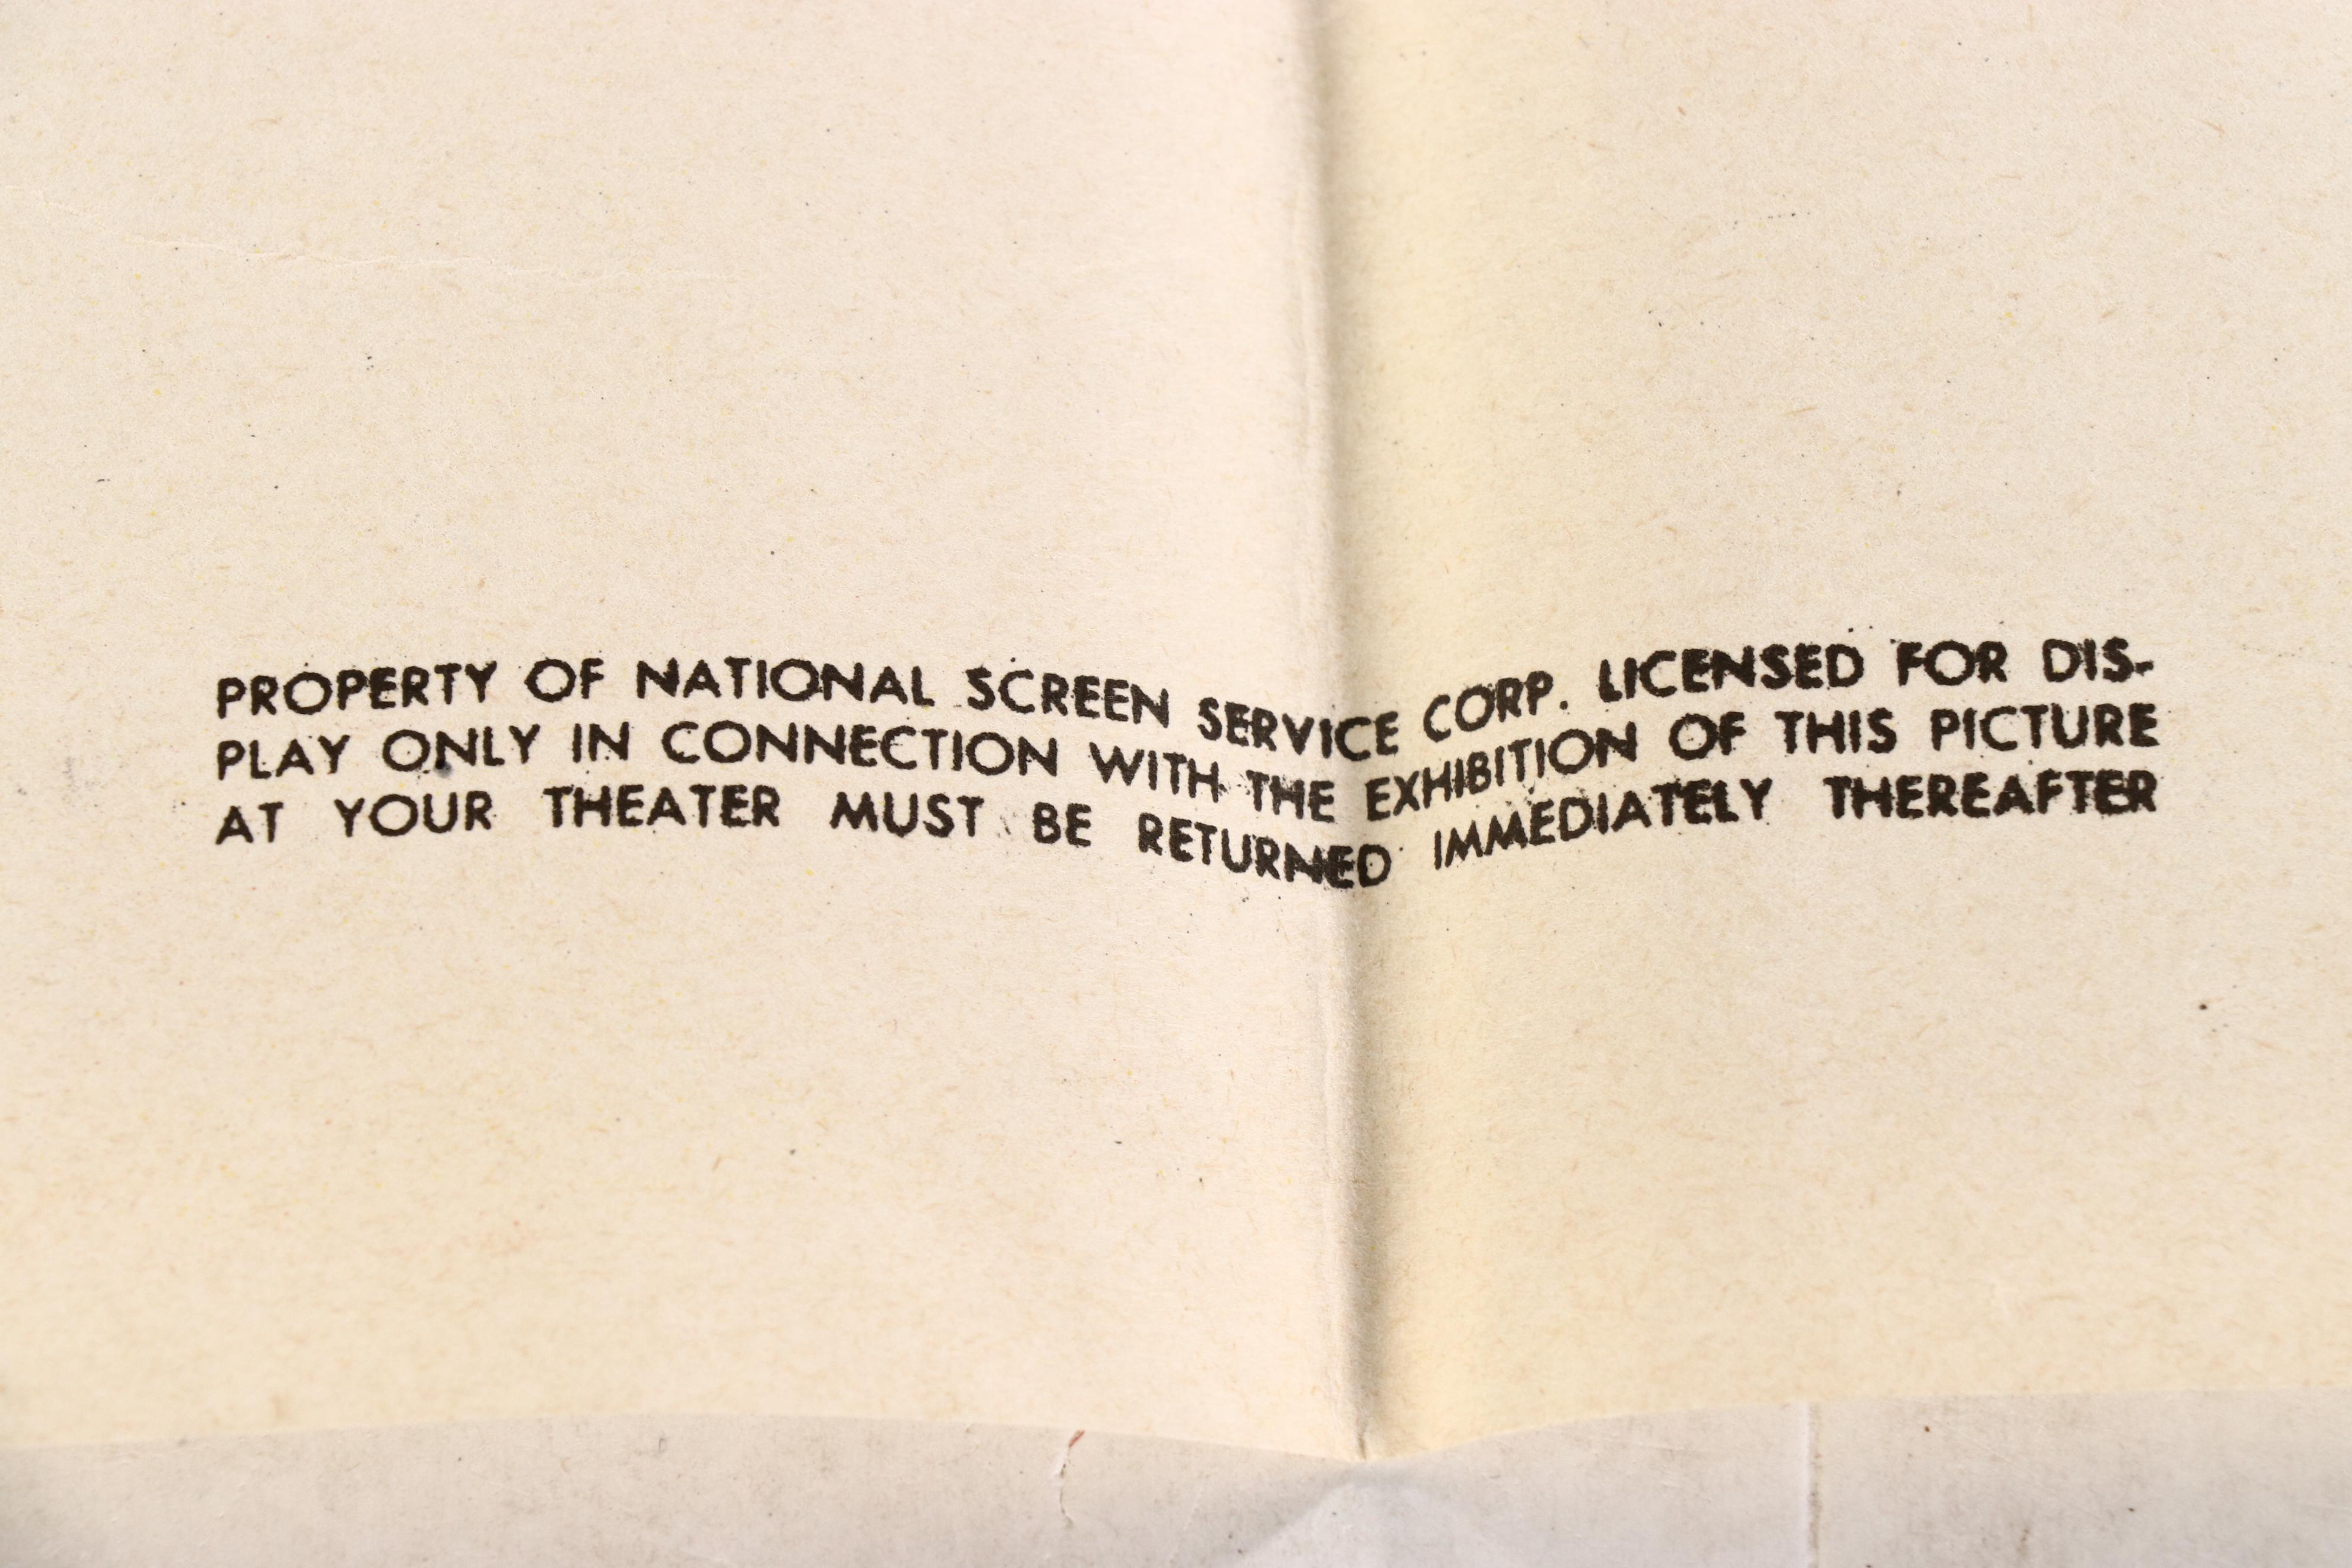 PROPERTY OF NATIONAL SCREEN SERVICE CORP. LICENSED FOR DIS-
PLAY ONLY IN CONNECTION WITH THE EXHIBITION OF THIS PICTURE
AT YOUR THEATER MUST BE RETURNED IMMEDIATELY THEREAFTER